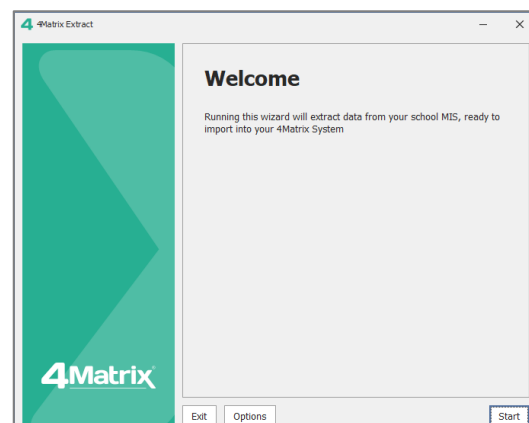 4 4Matrix Extract
Welcome
Running this wizard will extract data from your school MIS, ready to
import into your 4Matrix System
4Matrix
Exit
Options
Start